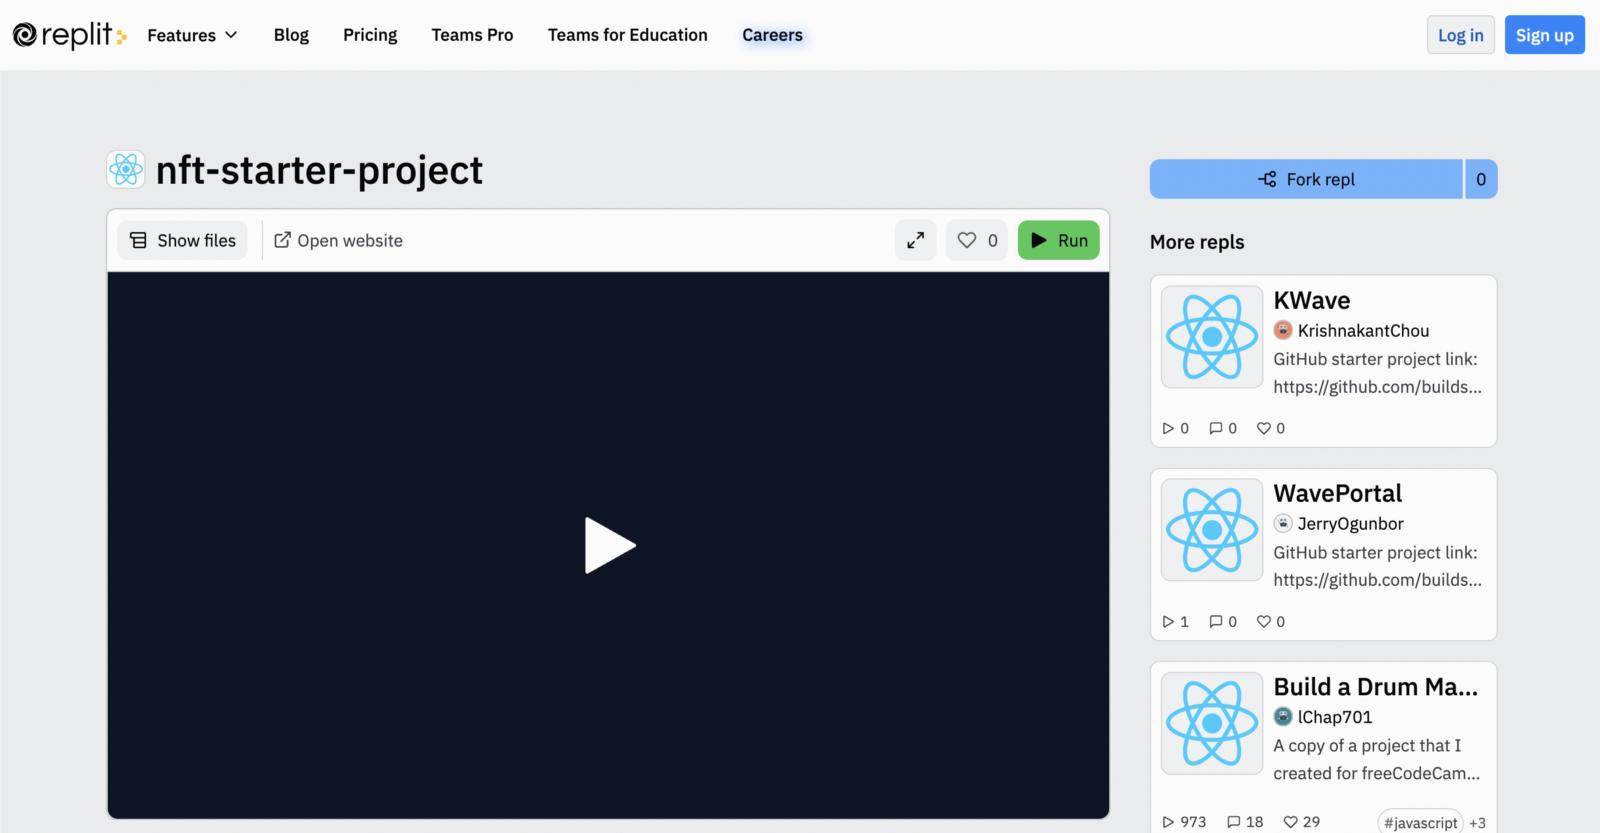 replit
Features
Blog
Pricing
Teams Pro
Teams for Education
Careers
Log in
Sign up
nft-starter-project
Show files
Open website
0
Run
Fork repl
0
More repls
KWave
KrishnakantChou
GitHub starter project link:
https://github.com/builds...
0 0 0
WavePortal
JerryOgunbor
GitHub starter project link:
https://github.com/builds...
1 0 0
Build a Drum Ma...
lChap701
A copy of a project that I
created for freeCodeCam...
973 18 29 #javascript +3